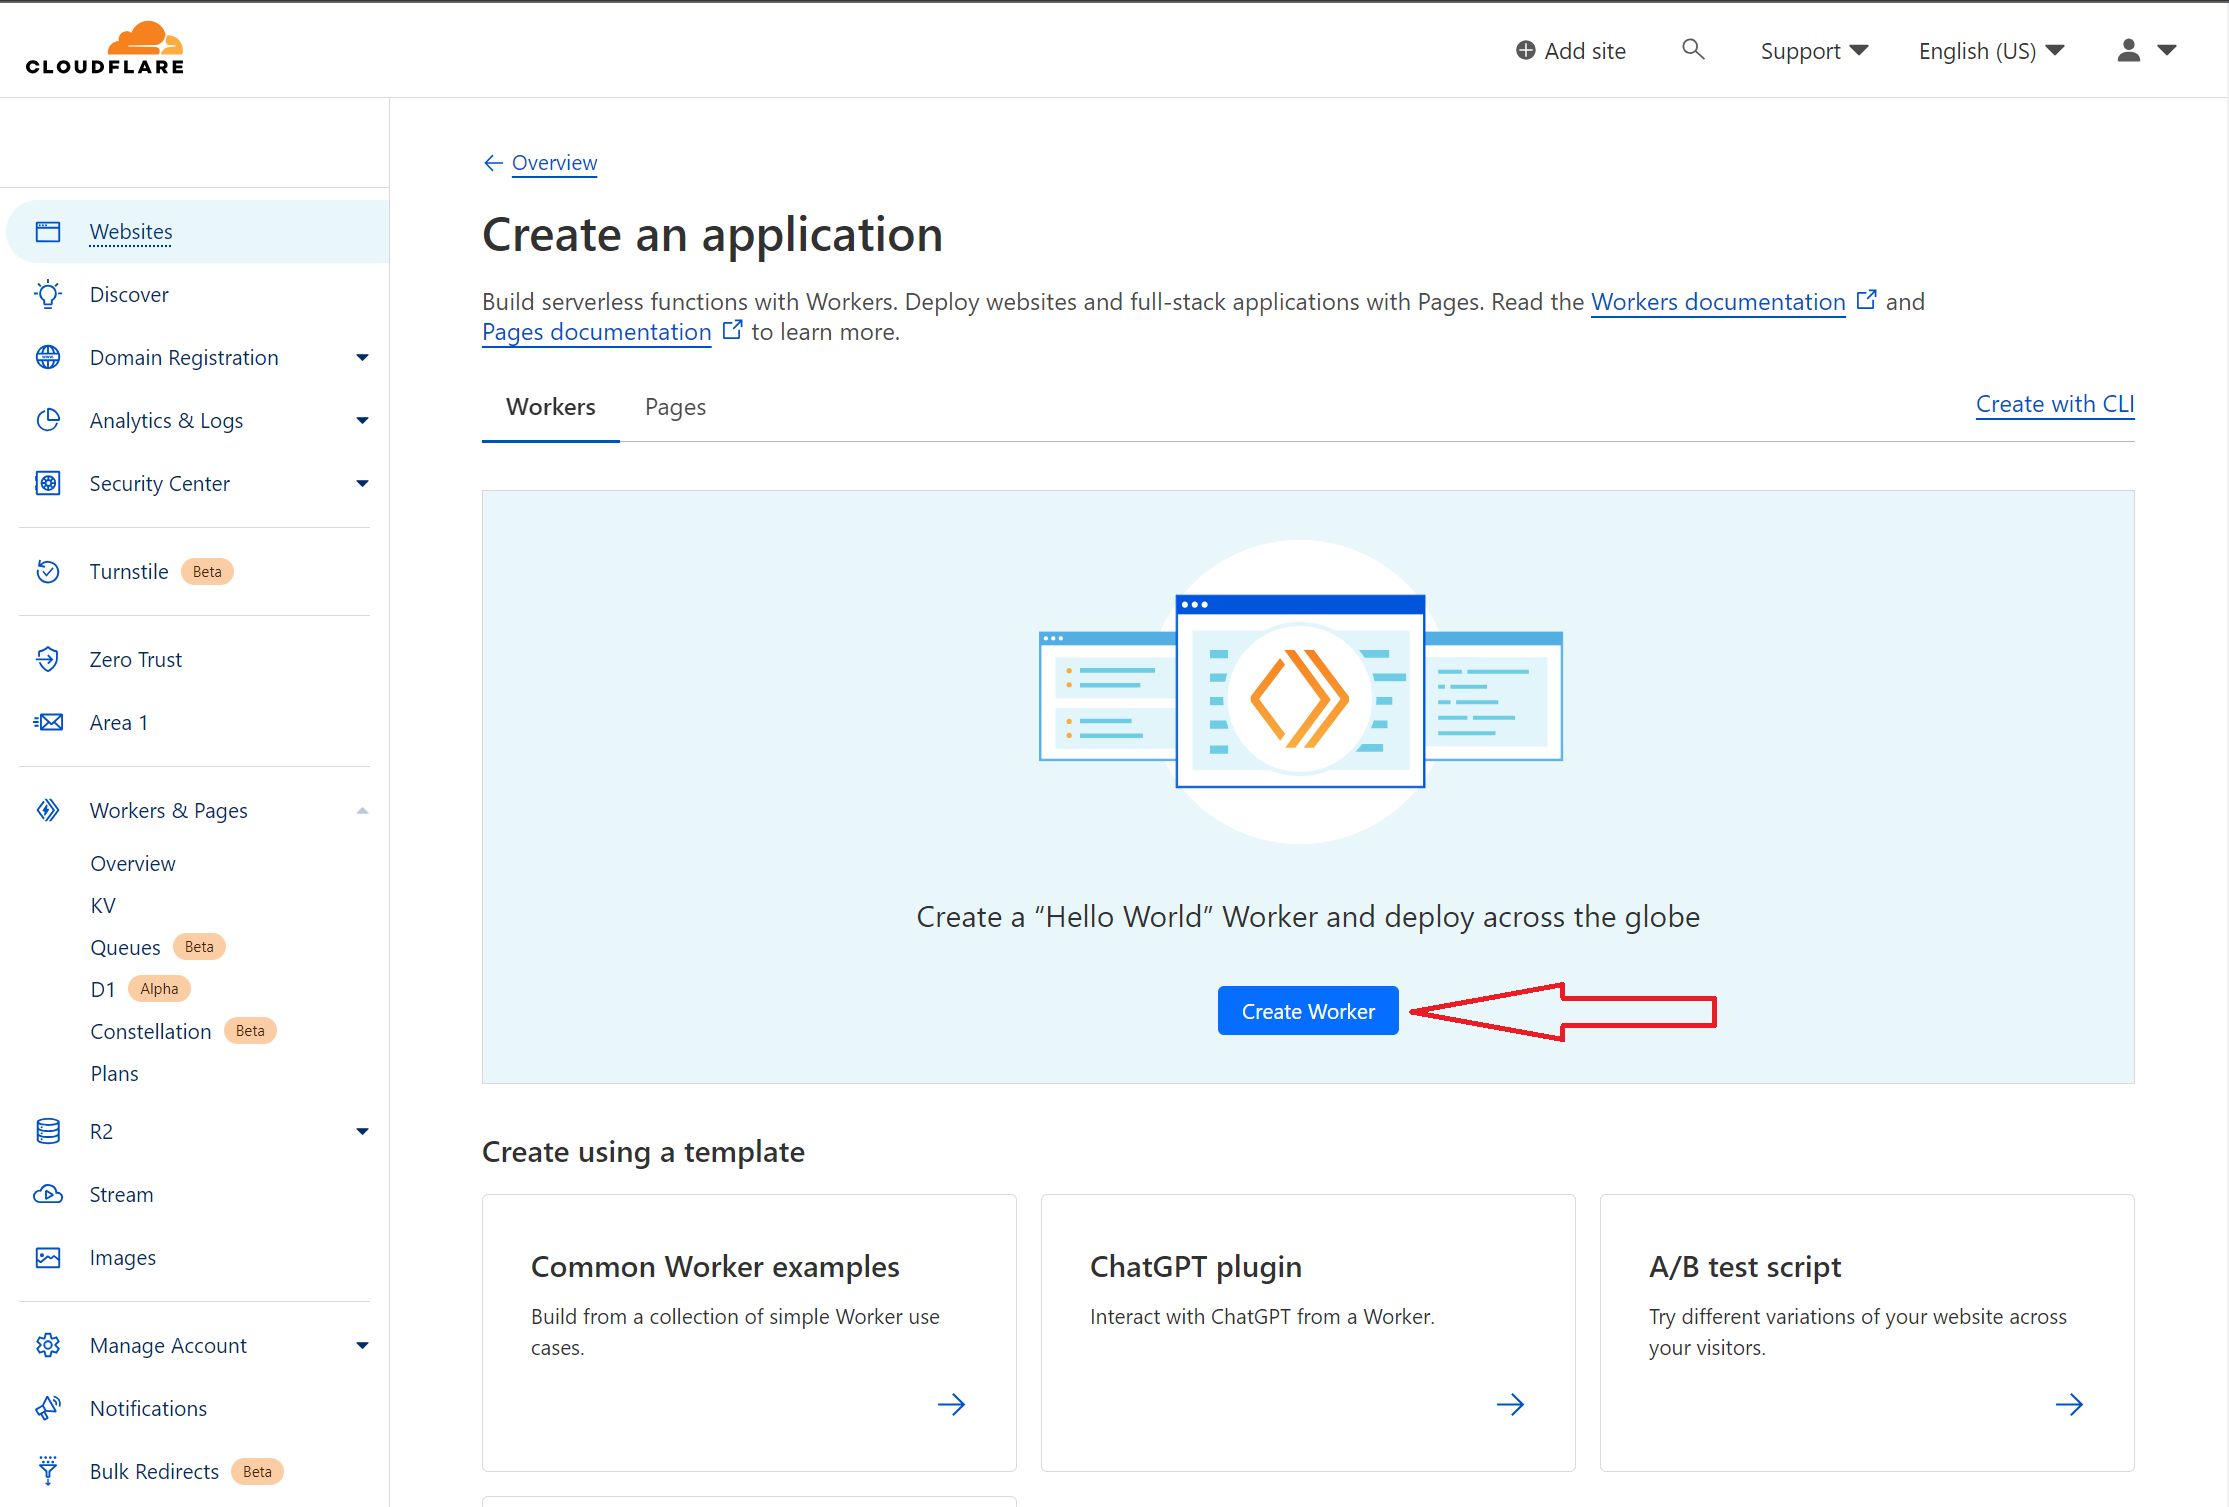 CLOUDFLARE
Add site
Support
English (US)
Websites
Discover
Domain Registration
Analytics & Logs
Security Center
Turnstile Beta
Zero Trust
Area 1
Workers & Pages
Overview
KV
Queues Beta
D1 Alpha
Constellation Beta
Plans
R2
Stream
Images
Manage Account
Notifications
Bulk Redirects Beta
Overview
Create an application
Build serverless functions with Workers. Deploy websites and full-stack applications with Pages. Read the Workers documentation and
Pages documentation to learn more.
Workers Pages
Create with CLI
Create a “Hello World” Worker and deploy across the globe
Create Worker
Create using a template
Common Worker examples
Build from a collection of simple Worker use
cases.
ChatGPT plugin
Interact with ChatGPT from a Worker.
A/B test script
Try different variations of your website across
your visitors.